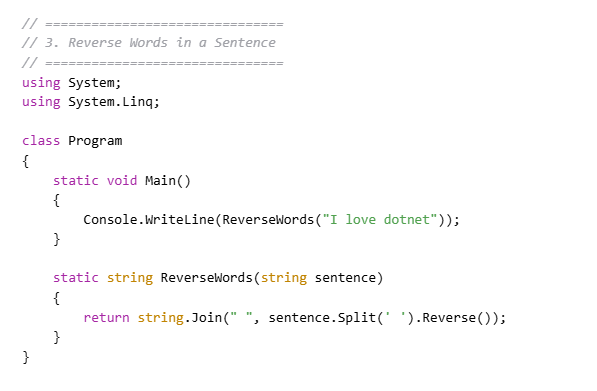 // ===============================
// 3. Reverse Words in a Sentence
// ===============================
using System;
using System.Linq;

class Program
{
    static void Main()
    {
        Console.WriteLine(ReverseWords("I love dotnet"));
    }

    static string ReverseWords(string sentence)
    {
        return string.Join(" ", sentence.Split(' ').Reverse());
    }
}